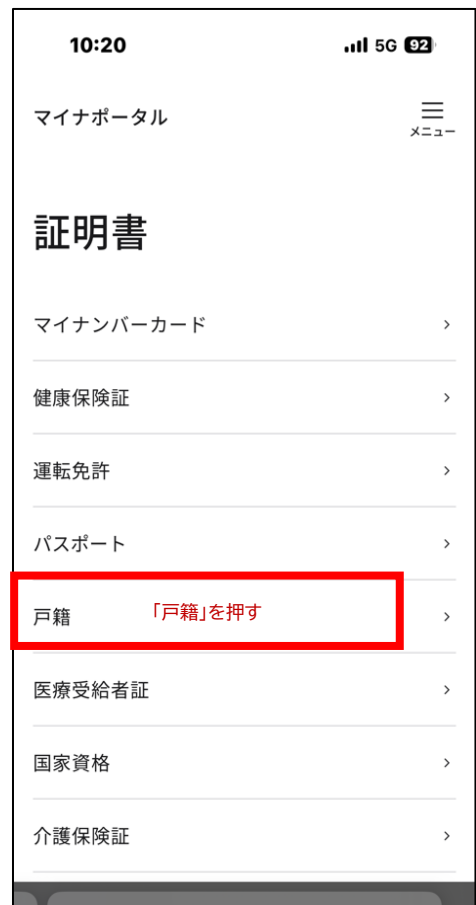 10:20 5G 92
マイナポータル
メニュー
証明書
マイナンバーカード
健康保険証
運転免許
パスポート
戸籍 「戸籍」を押す
医療受給者証
国家資格
介護保険証